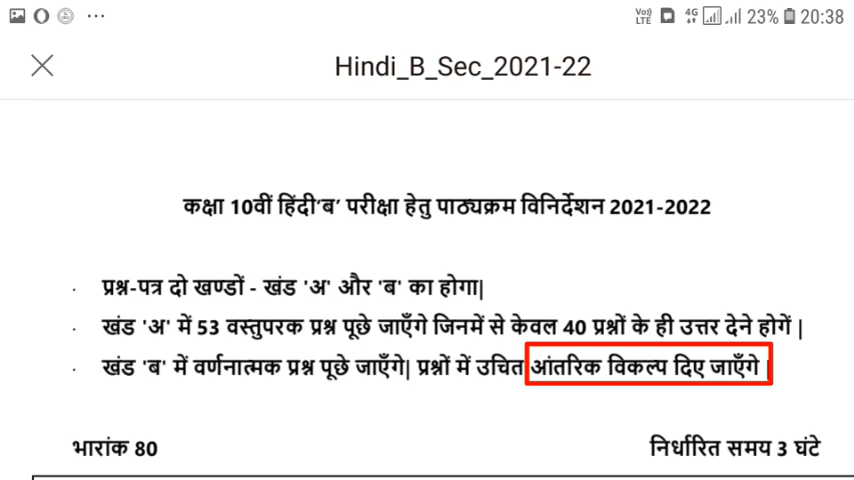 Vo)) LTE 4G 23% 20:38
Hindi_B_Sec_2021-22
कक्षा 10वीं हिंदी‘ब’ परीक्षा हेतु पाठ्यक्रम विनिर्देशन 2021-2022
· प्रश्न-पत्र दो खण्डों - खंड 'अ' और 'ब' का होगा|
· खंड 'अ' में 53 वस्तुपरक प्रश्न पूछे जाएँगे जिनमें से केवल 40 प्रश्नों के ही उत्तर देने होगें |
· खंड 'ब' में वर्णनात्मक प्रश्न पूछे जाएँगे| प्रश्नों में उचित आंतरिक विकल्प दिए जाएँगे |
भारांक 80 निर्धारित समय 3 घंटे